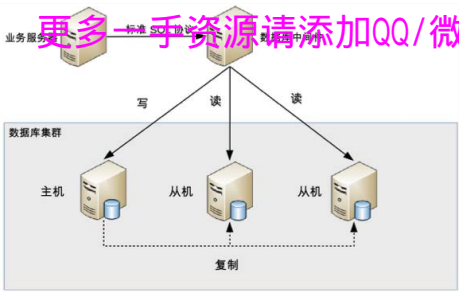 更多一手资源请添加QQ/微
业务服务器
标准 SQL 协议
数据库中间件
写
读
读
数据库集群
主机
从机
从机
复制